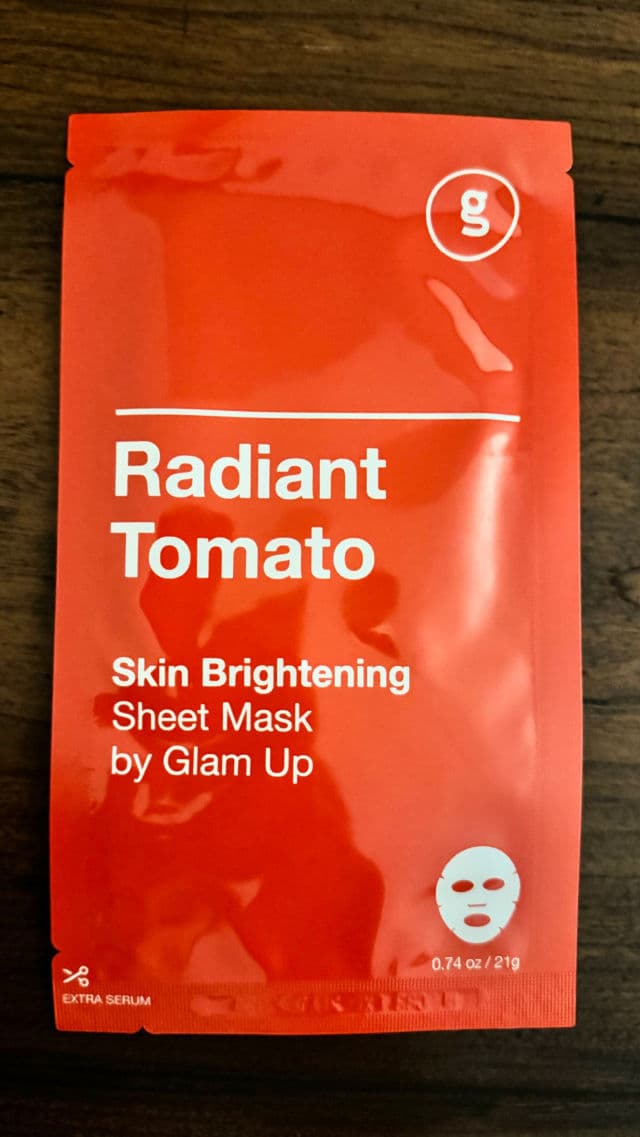 g
Radiant
Tomato
Skin Brightening
Sheet Mask
by Glam Up
0.74 oz / 21g
EXTRA SERUM